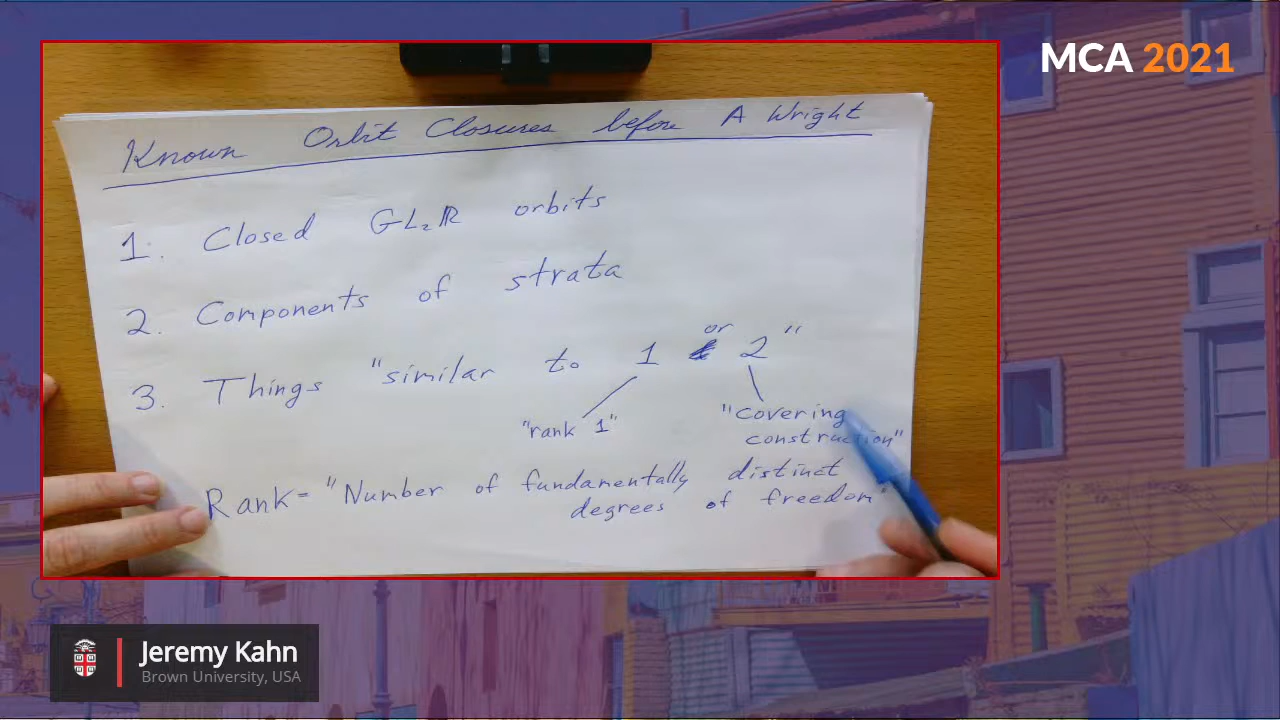 MCA 2021
Known Orbit Closures before A Wright
1. Closed GL₂ℝ orbits
2. Components of strata
3. Things "similar to 1 or 2"
"rank 1"
"covering
construction"
Rank = "Number of fundamentally distinct
degrees of freedom"
Jeremy Kahn
Brown University, USA